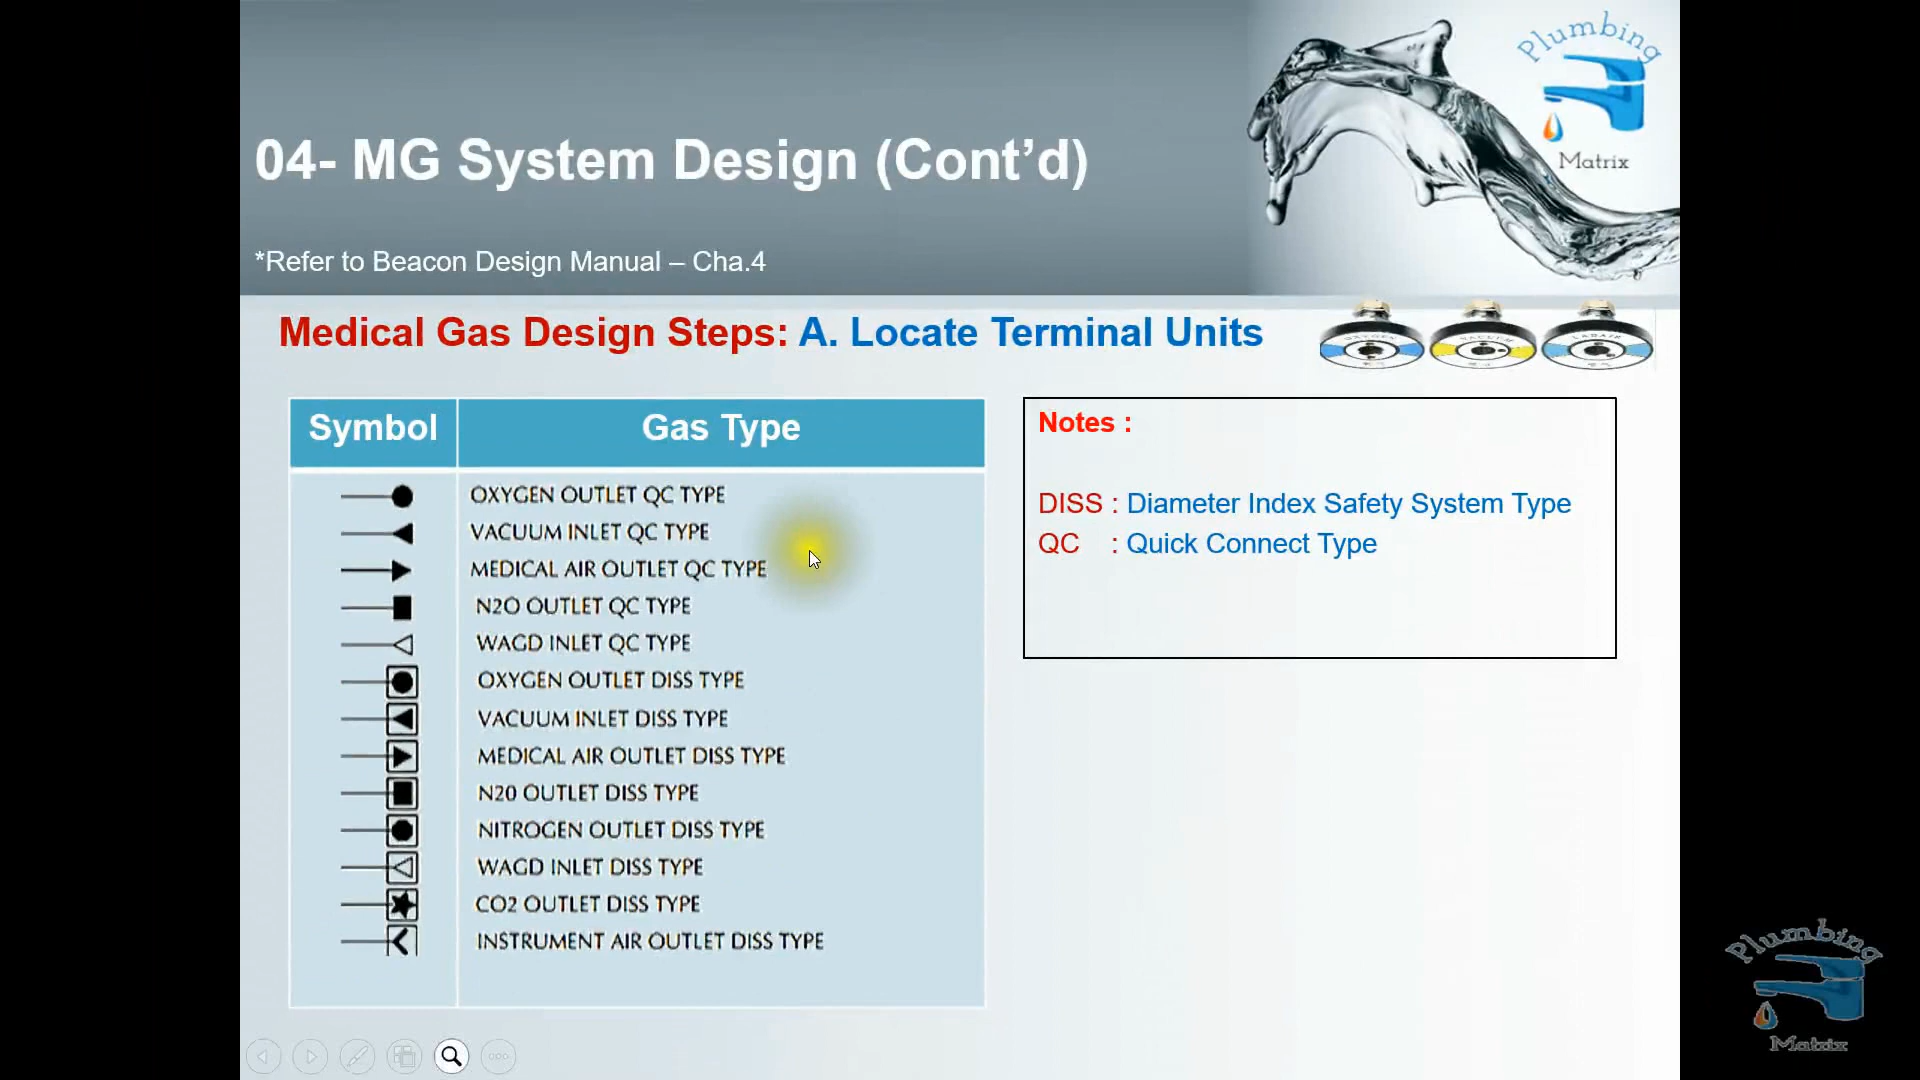 Plumbing
Matrix
04- MG System Design (Cont’d)
*Refer to Beacon Design Manual – Cha.4
Medical Gas Design Steps: A. Locate Terminal Units
OXYGEN
VACUUM
Symbol
Gas Type
OXYGEN OUTLET QC TYPE
VACUUM INLET QC TYPE
MEDICAL AIR OUTLET QC TYPE
N2O OUTLET QC TYPE
WAGD INLET QC TYPE
OXYGEN OUTLET DISS TYPE
VACUUM INLET DISS TYPE
MEDICAL AIR OUTLET DISS TYPE
N20 OUTLET DISS TYPE
NITROGEN OUTLET DISS TYPE
WAGD INLET DISS TYPE
CO2 OUTLET DISS TYPE
INSTRUMENT AIR OUTLET DISS TYPE
Notes :
DISS : Diameter Index Safety System Type
QC : Quick Connect Type
Plumbing
Matrix